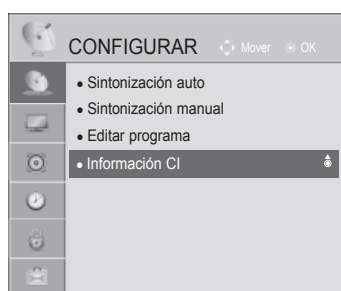 CONFIGURAR Mover OK
• Sintonización auto
• Sintonización manual
• Editar programa
• Información CI